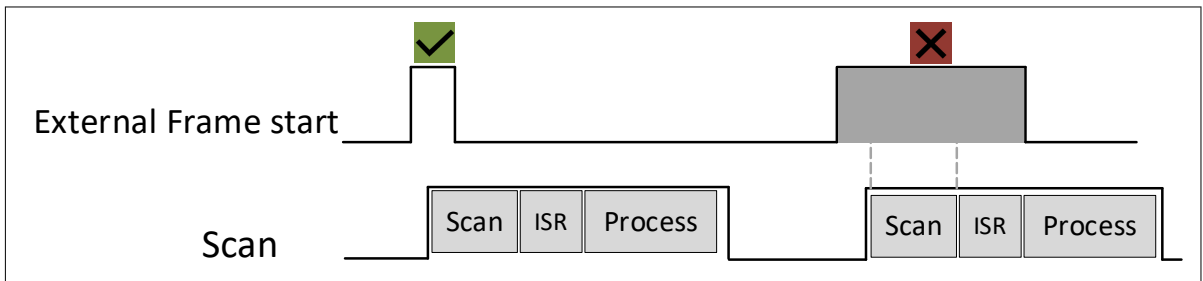 External Frame start
Scan ISR Process Scan ISR Process
Scan